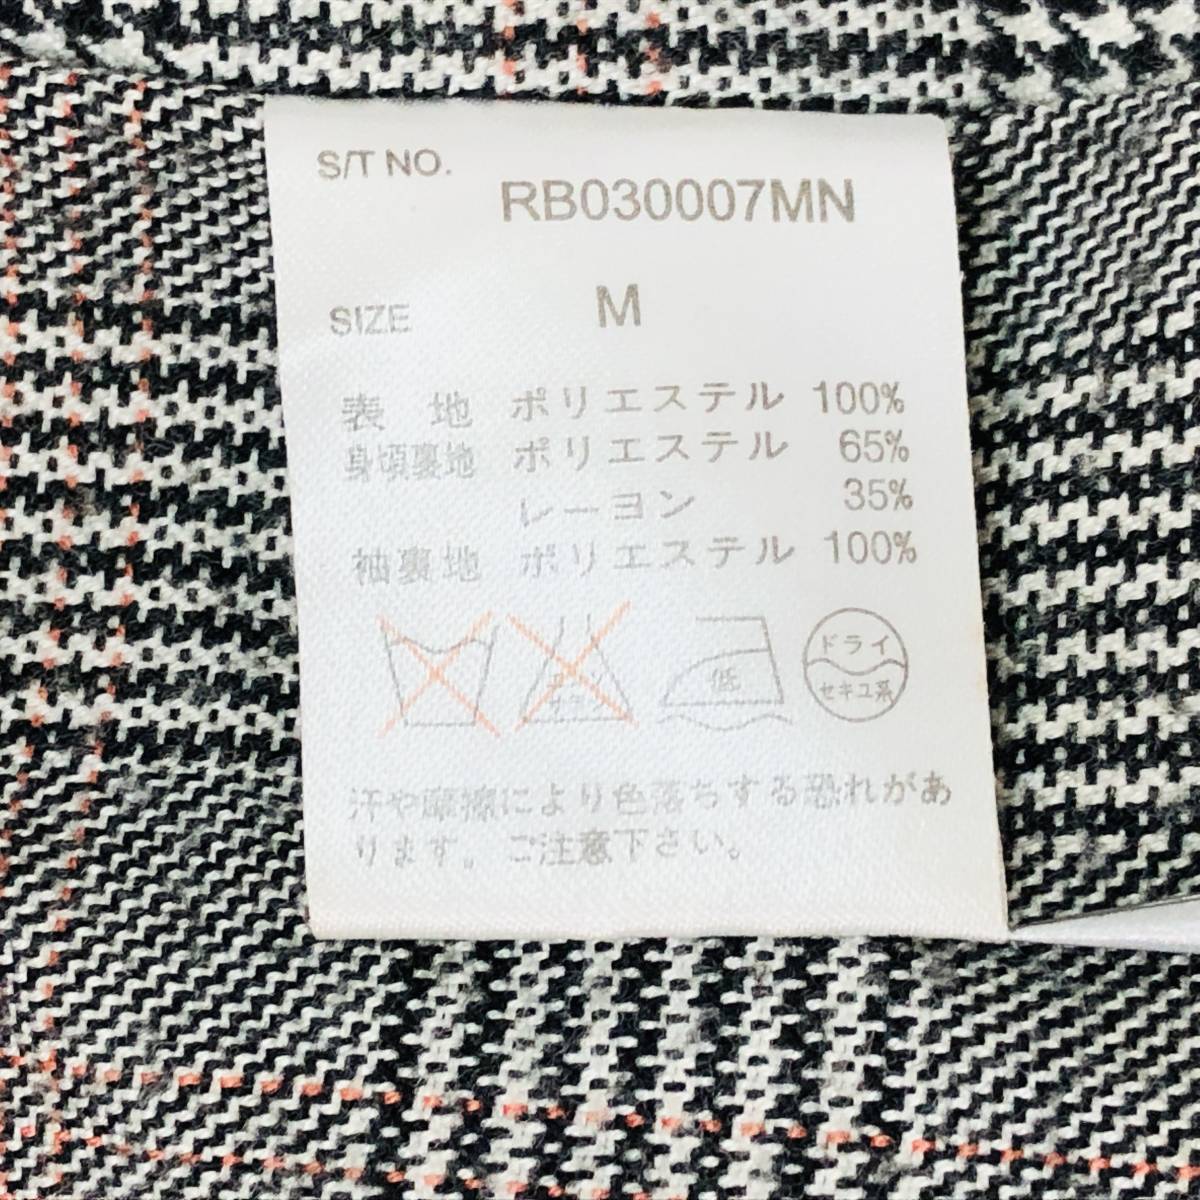 S/T NO.
RB030007MN
SIZE M
表 地 ポリエステル 100%
身頃裏地 ポリエステル 65%
レーヨン 35%
袖裏地 ポリエステル 100%
低
ドライ
セキユ系
汗や摩擦により色落ちする恐れがあ
ります。ご注意下さい。